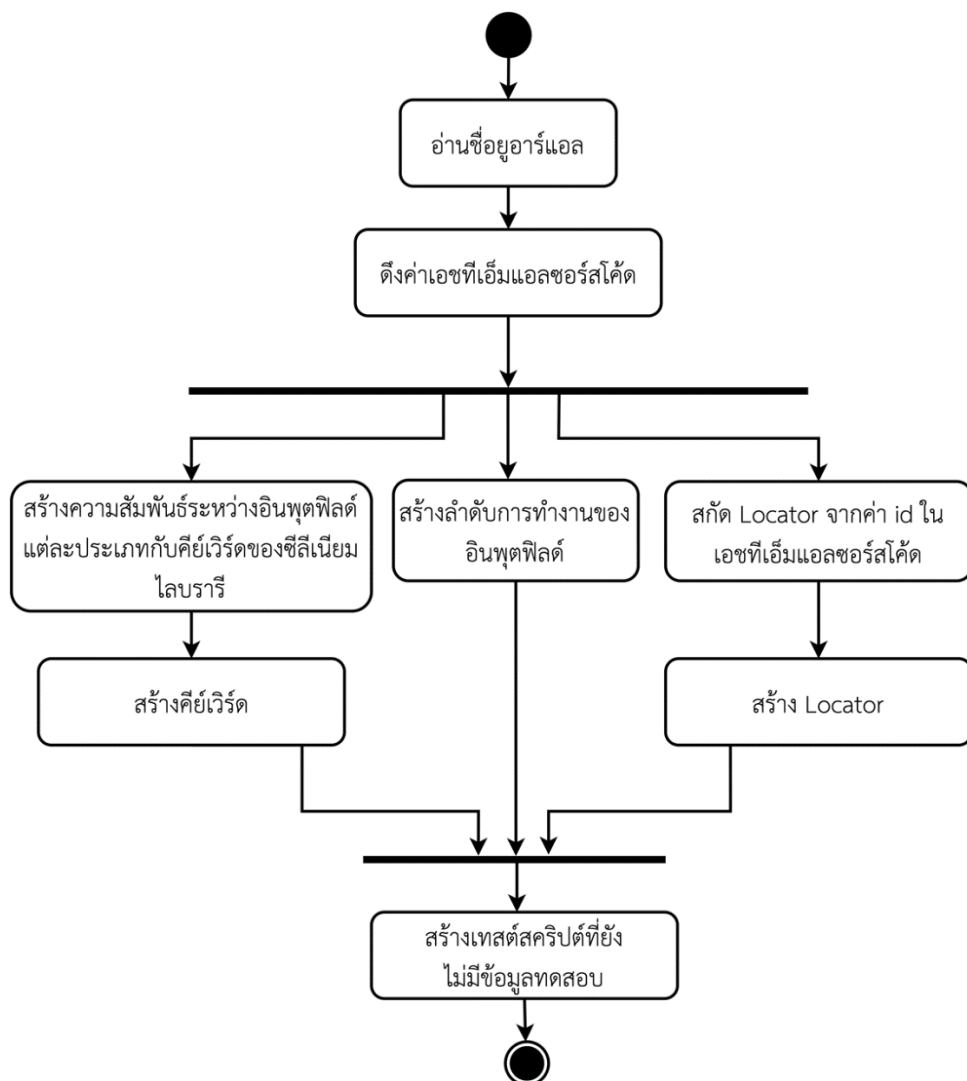 อ่านชื่อยูอาร์แอล
ดึงค่าเอชทีเอ็มแอลซอร์สโค้ด
สร้างความสัมพันธ์ระหว่างอินพุตฟิลด์
แต่ละประเภทกับคีย์เวิร์ดของซีลีเนียม
ไลบรารี
สร้างลำดับการทำงานของ
อินพุตฟิลด์
สกัด Locator จากค่า id ใน
เอชทีเอ็มแอลซอร์สโค้ด
สร้างคีย์เวิร์ด
สร้าง Locator
สร้างเทสต์สคริปต์ที่ยัง
ไม่มีข้อมูลทดสอบ